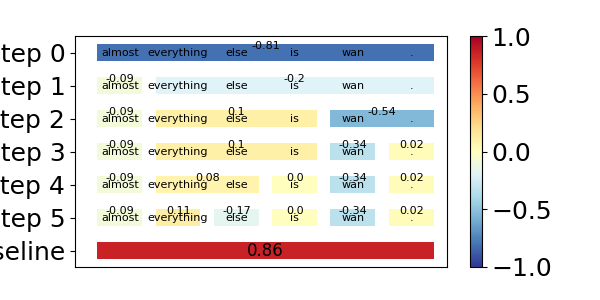 tep 0 almost everything else -0.81 is wan .
tep 1 -0.09 almost everything else -0.2 is wan .
tep 2 -0.09 almost everything 0.1 else is wan -0.54 .
tep 3 -0.09 almost everything 0.1 else is -0.34 wan 0.02 .
tep 4 -0.09 almost everything 0.08 else 0.0 is -0.34 wan 0.02 .
tep 5 -0.09 almost 0.11 everything -0.17 else 0.0 is -0.34 wan 0.02 .
seline 0.86
1.0
0.5
0.0
−0.5
−1.0